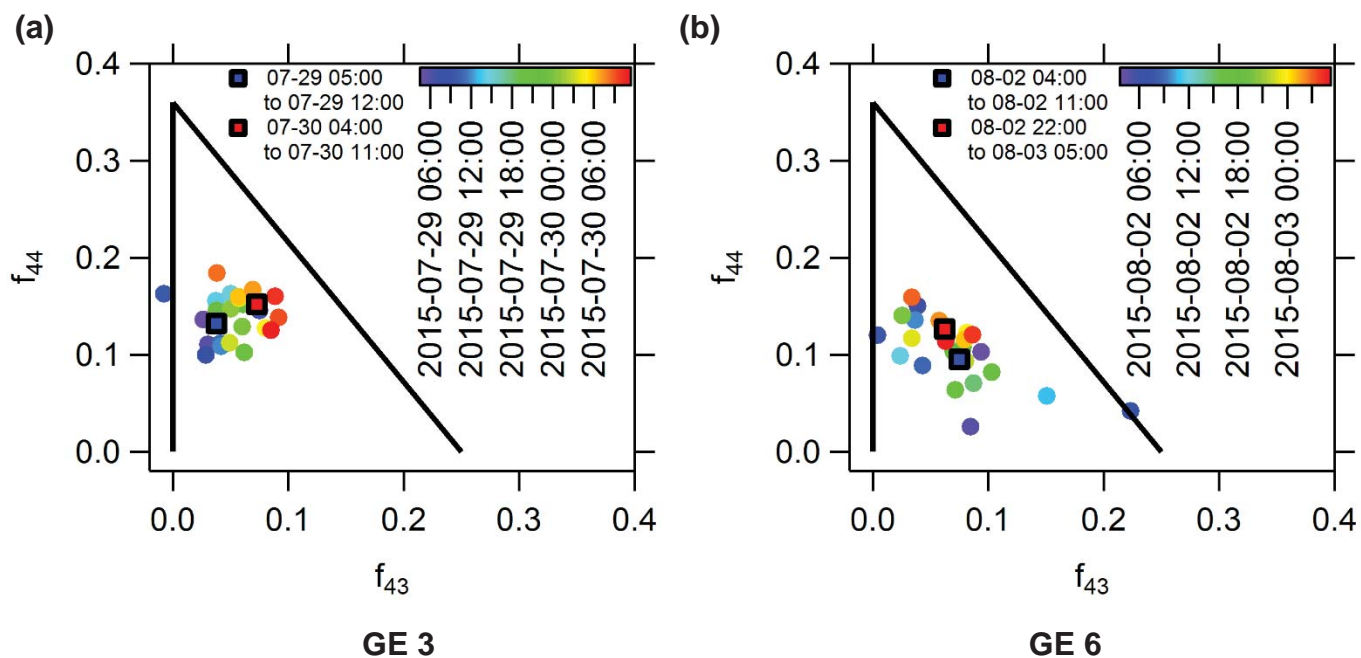 (a)
0.4
0.3
0.2
0.1
0.0
f44
07-29 05:00
to 07-29 12:00
07-30 04:00
to 07-30 11:00
2015-07-29 06:00
2015-07-29 12:00
2015-07-29 18:00
2015-07-30 00:00
2015-07-30 06:00
0.0 0.1 0.2 0.3 0.4
f43
GE 3
(b)
0.4
0.3
0.2
0.1
0.0
f44
08-02 04:00
to 08-02 11:00
08-02 22:00
to 08-03 05:00
2015-08-02 06:00
2015-08-02 12:00
2015-08-02 18:00
2015-08-03 00:00
0.0 0.1 0.2 0.3 0.4
f43
GE 6